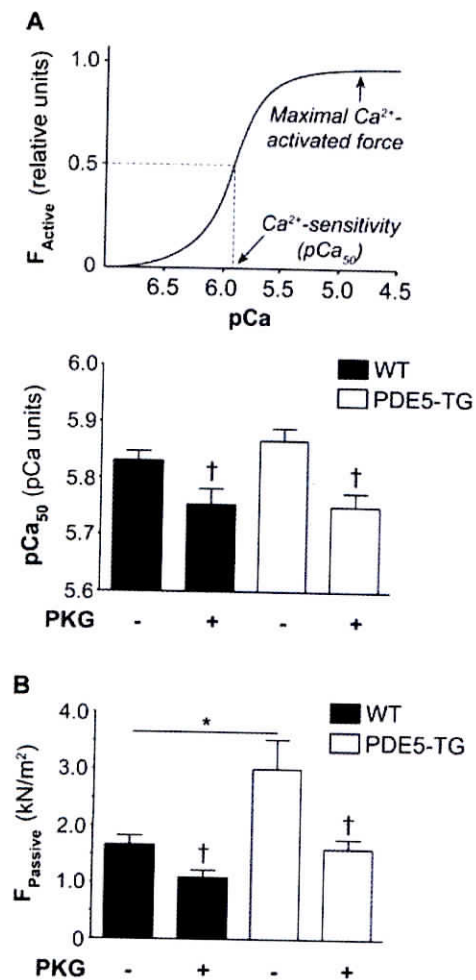 A
F_Active (relative units)
1.0
0.5
0
Maximal Ca²⁺-
activated force
Ca²⁺-sensitivity
(pCa₅₀)
6.5 6.0 5.5 5.0 4.5
pCa
WT
PDE5-TG
pCa₅₀ (pCa units)
6.0
5.9
5.8
5.7
5.6
† †
PKG - + - +
B
WT
PDE5-TG
F_Passive (kN/m²)
4.0
3.0
2.0
1.0
0
*
† †
PKG - + - +